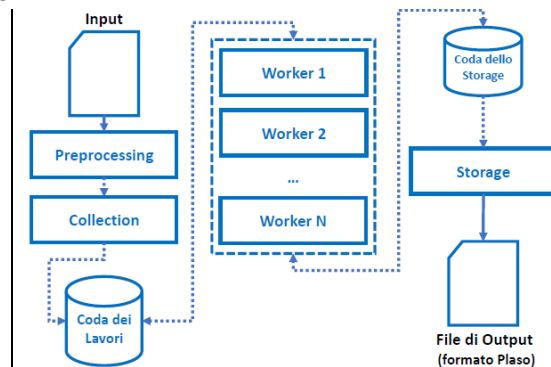 Input
Preprocessing
Collection
Coda dei
Lavori
Worker 1
Worker 2
...
Worker N
Coda dello
Storage
Storage
File di Output
(formato Plaso)